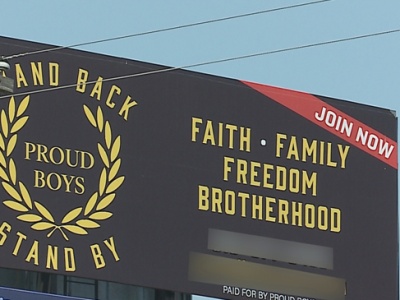 AND BACK
PROUD
BOYS
STAND BY
JOIN NOW
FAITH • FAMILY
FREEDOM
BROTHERHOOD
PAID FOR BY PROUD